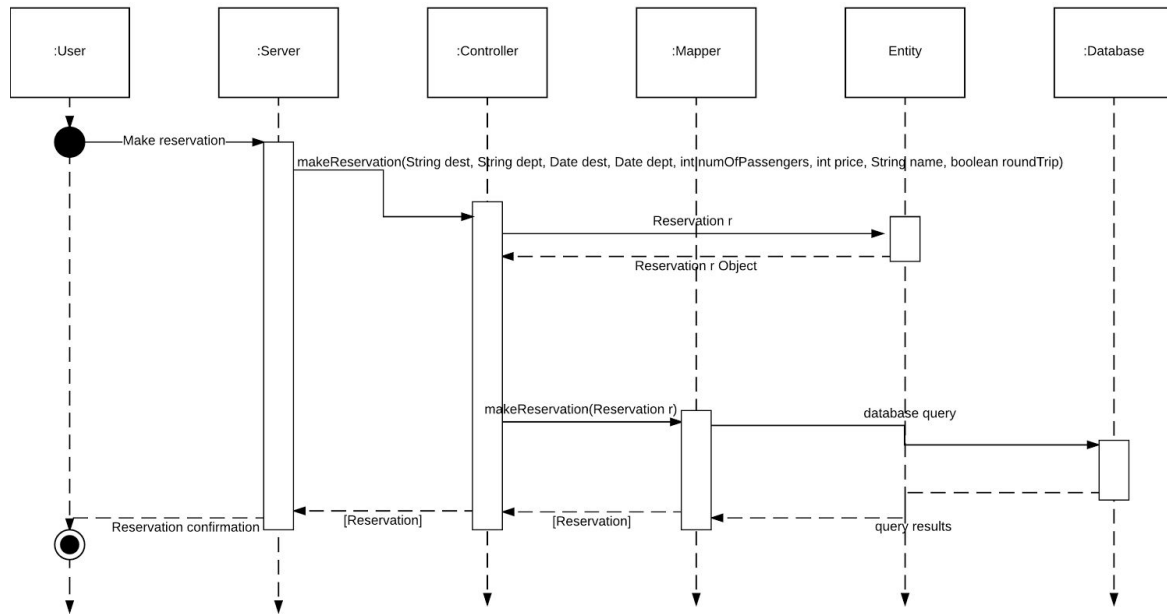 :User
:Server
:Controller
:Mapper
Entity
:Database
Make reservation
makeReservation(String dest, String dept, Date dest, Date dept, int numOfPassengers, int price, String name, boolean roundTrip)
Reservation r
Reservation r Object
makeReservation(Reservation r)
database query
Reservation confirmation
[Reservation]
[Reservation]
query results